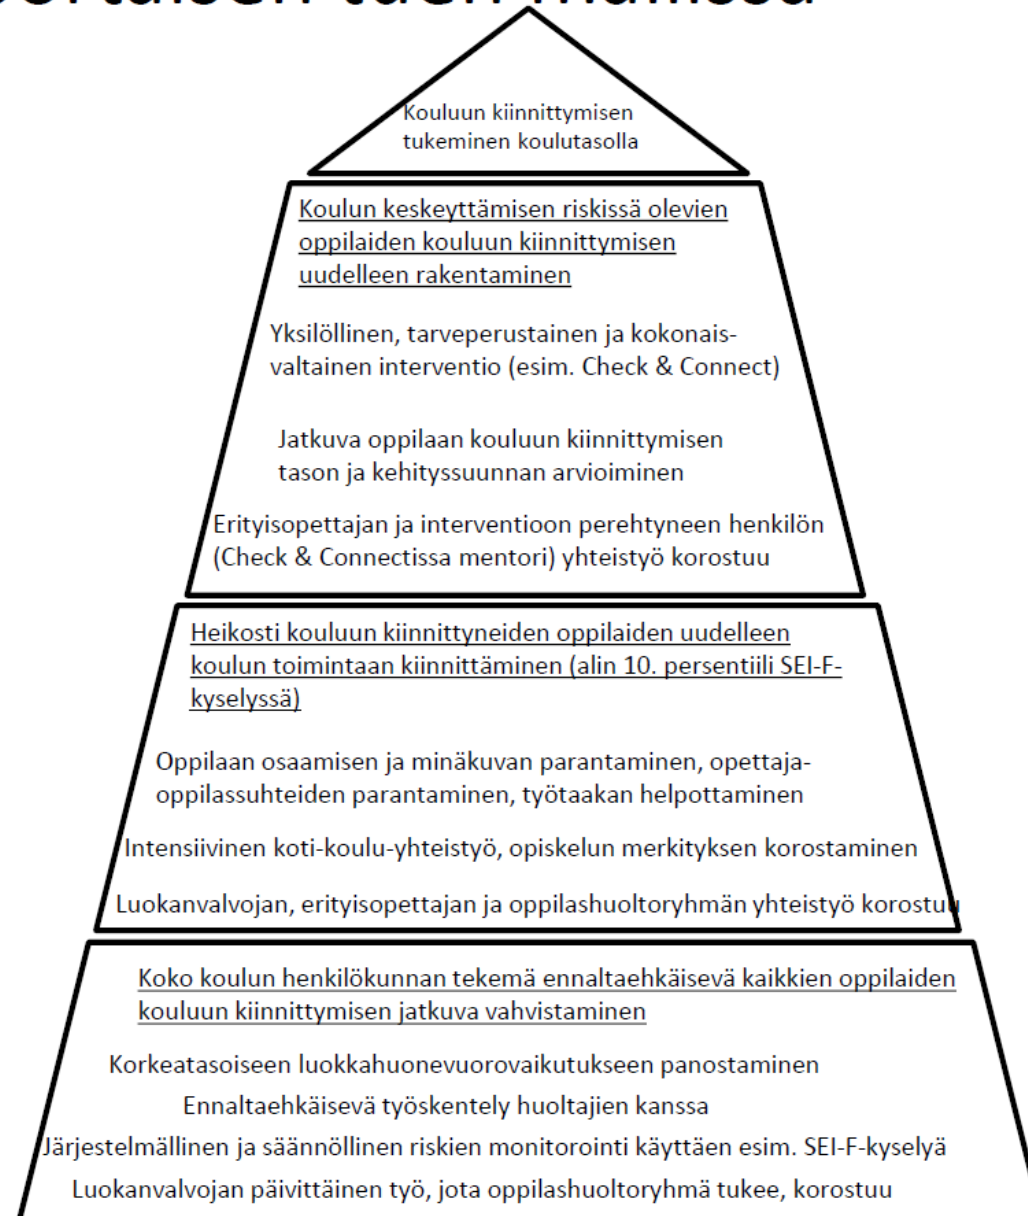 tuen mallissa
Kouluun kiinnittymisen
tukeminen koulutasolla
Koulun keskeyttämisen riskissä olevien
oppilaiden kouluun kiinnittymisen
uudelleen rakentaminen
Yksilöllinen, tarveperustainen ja kokonais-
valtainen interventio (esim. Check & Connect)
Jatkuva oppilaan kouluun kiinnittymisen
tason ja kehityssuunnan arvioiminen
Erityisopettajan ja interventioon perehtyneen henkilön
(Check & Connectissa mentori) yhteistyö korostuu
Heikosti kouluun kiinnittyneiden oppilaiden uudelleen
koulun toimintaan kiinnittäminen (alin 10. persentiili SEI-F-
kyselyssä)
Oppilaan osaamisen ja minäkuvan parantaminen, opettaja-
oppilassuhteiden parantaminen, työtaakan helpottaminen
Intensiivinen koti-koulu-yhteistyö, opiskelun merkityksen korostaminen
Luokanvalvojan, erityisopettajan ja oppilashuoltoryhmän yhteistyö korostuu
Koko koulun henkilökunnan tekemä ennaltaehkäisevä kaikkien oppilaiden
kouluun kiinnittymisen jatkuva vahvistaminen
Korkeatasoiseen luokkahuonevuorovaikutukseen panostaminen
Ennaltaehkäisevä työskentely huoltajien kanssa
Järjestelmällinen ja säännöllinen riskien monitorointi käyttäen esim. SEI-F-kyselyä
Luokanvalvojan päivittäinen työ, jota oppilashuoltoryhmä tukee, korostuu